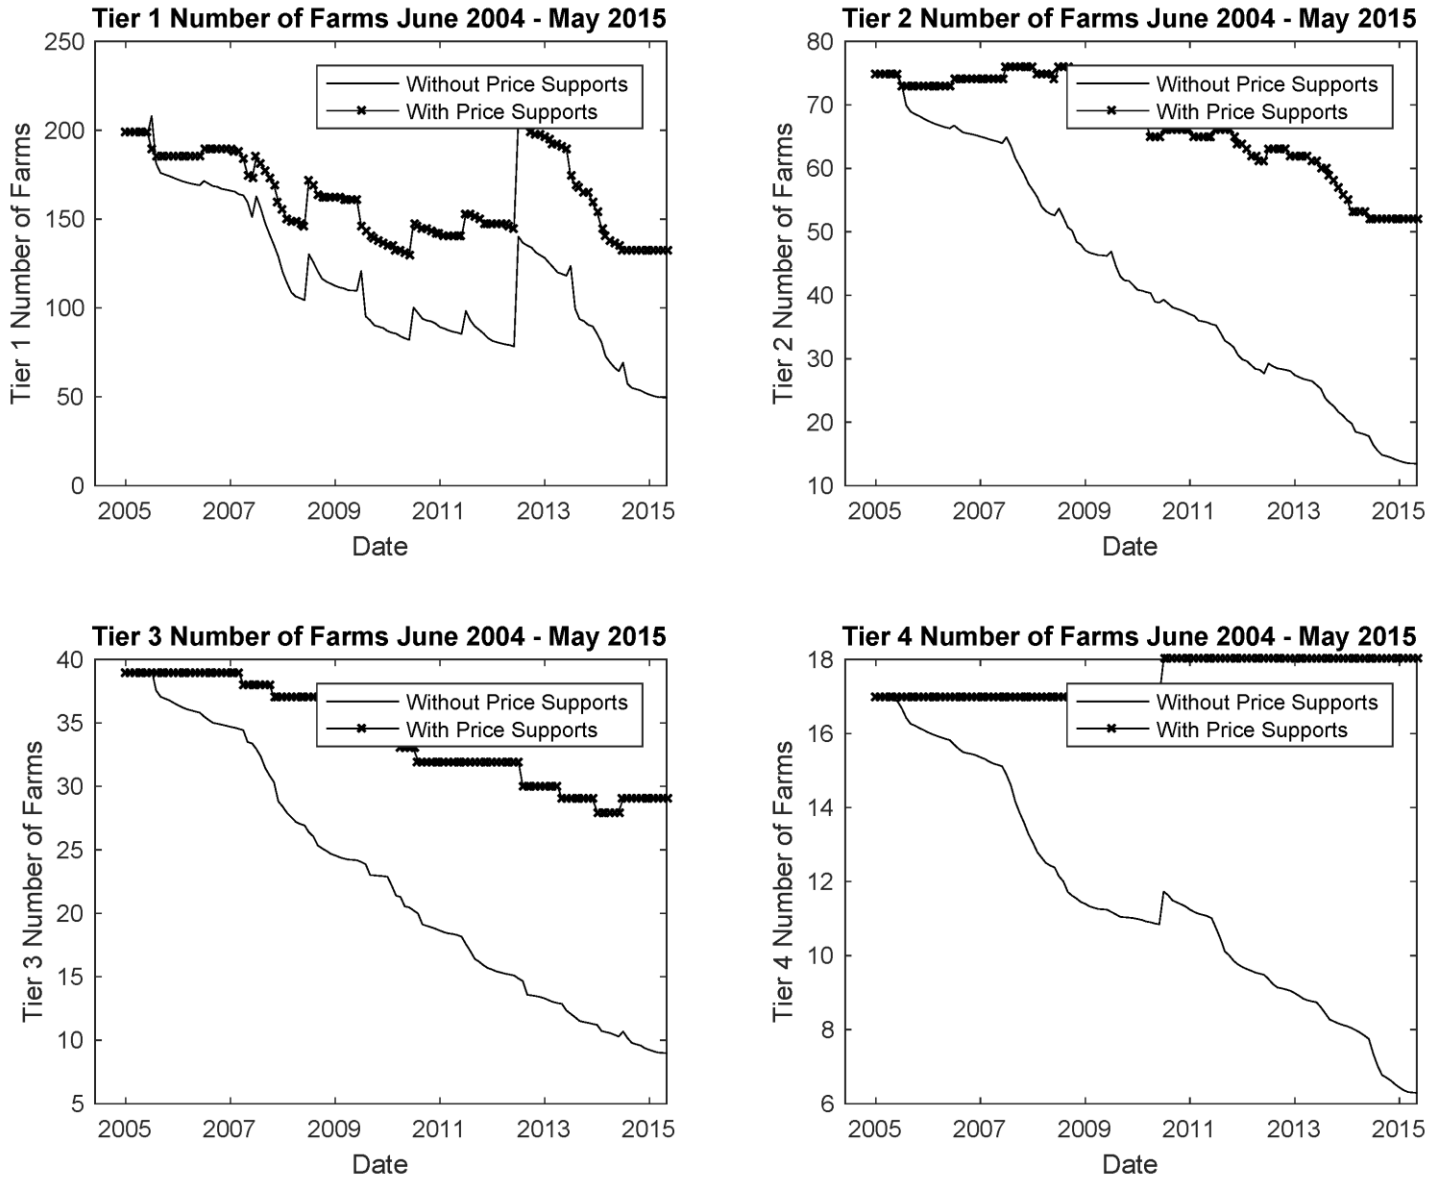 Tier 1 Number of Farms June 2004 - May 2015
250
200
150
100
50
0
Tier 1 Number of Farms
Without Price Supports
With Price Supports
2005 2007 2009 2011 2013 2015
Date
Tier 2 Number of Farms June 2004 - May 2015
80
70
60
50
40
30
20
10
Tier 2 Number of Farms
Without Price Supports
With Price Supports
2005 2007 2009 2011 2013 2015
Date
Tier 3 Number of Farms June 2004 - May 2015
40
35
30
25
20
15
10
5
Tier 3 Number of Farms
Without Price Supports
With Price Supports
2005 2007 2009 2011 2013 2015
Date
Tier 4 Number of Farms June 2004 - May 2015
18
16
14
12
10
8
6
Tier 4 Number of Farms
Without Price Supports
With Price Supports
2005 2007 2009 2011 2013 2015
Date